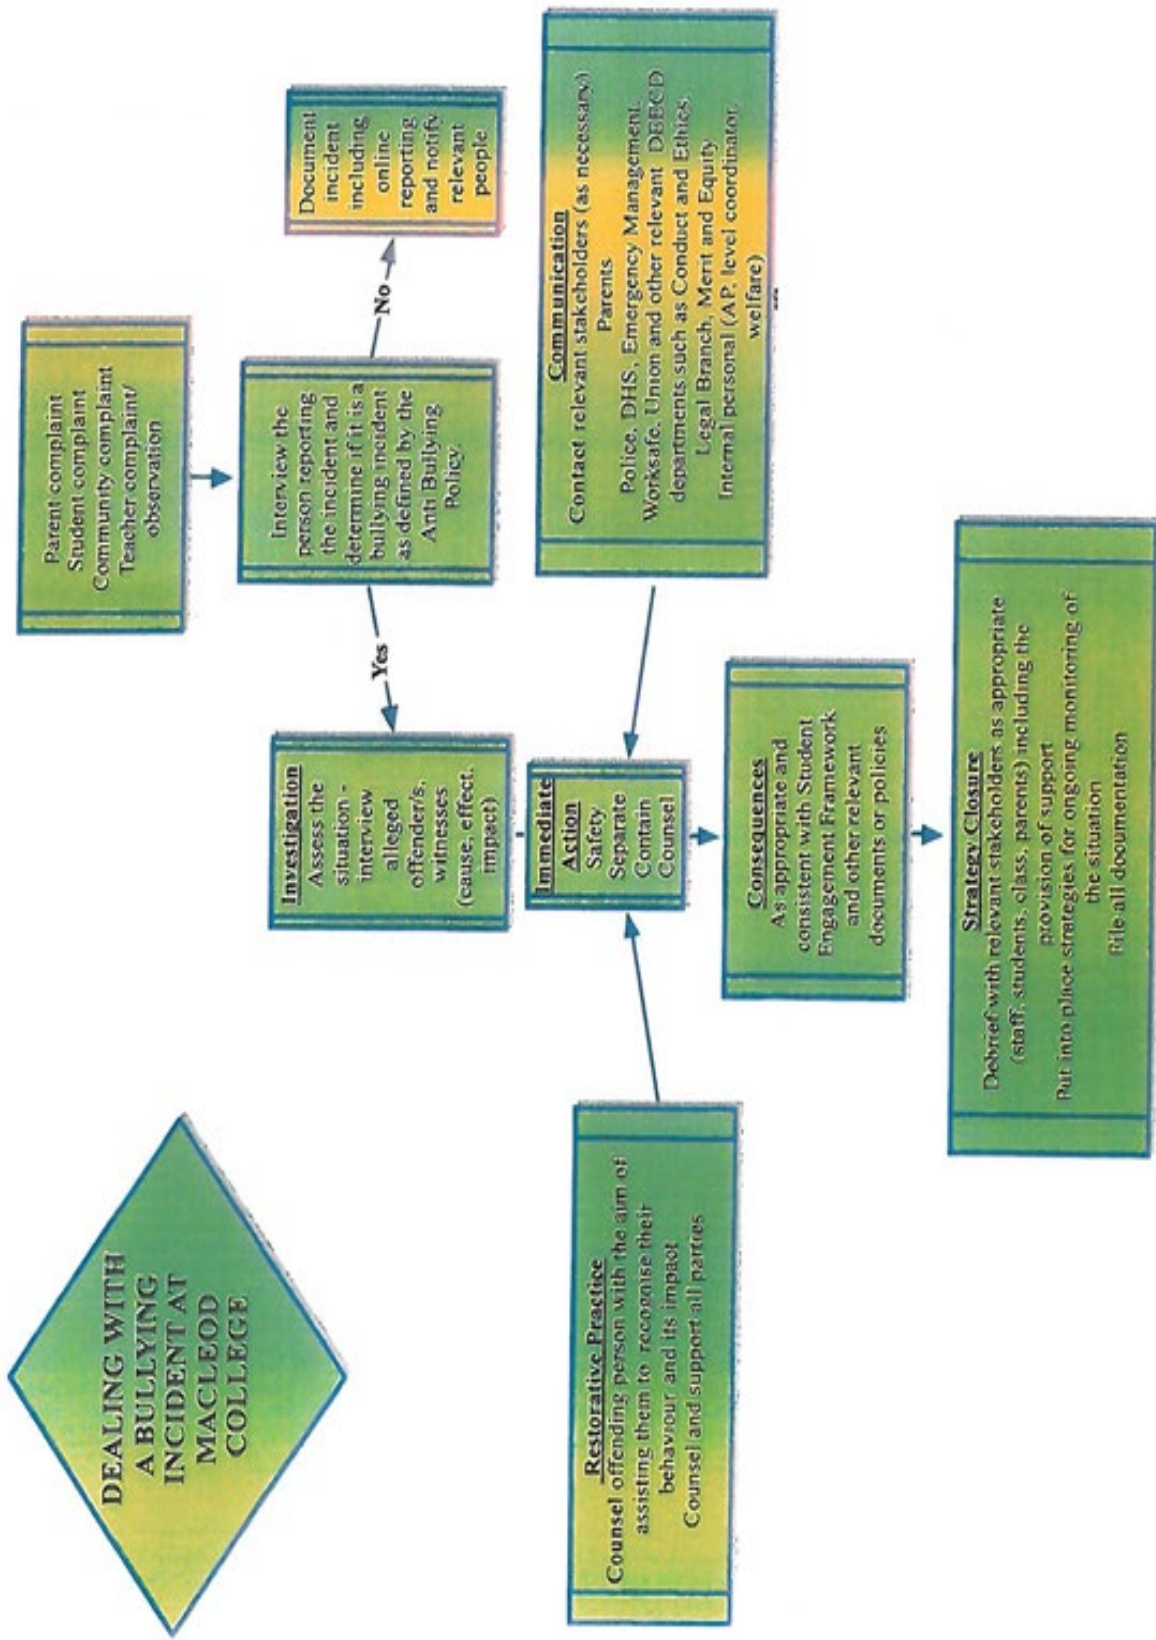 DEALING WITH
A BULLYING
INCIDENT AT
MACLEOD
COLLEGE
Parent complaint
Student complaint
Community complaint
Teacher complaint/
observation
Interview the
person reporting
the incident and
determine if it is a
bullying incident
as defined by the
Anti Bullying
Policy.
Yes
No
Document
incident
including
online
reporting
and notify
relevant
people
Investigation
Assess the
situation -
interview
alleged
offender/s,
witnesses
(cause, effect,
impact)
Restorative Practice
Counsel offending person with the aim of
assisting them to recognise their
behaviour and its impact
Counsel and support all parties
Immediate
Action
Safety
Separate
Contain
Counsel
Communication
Contact relevant stakeholders (as necessary)
Parents
Police, DHS, Emergency Management,
Worksafe, Union and other relevant DEECD
departments such as Conduct and Ethics,
Legal Branch, Merit and Equity
Internal personal (AP, level coordinator,
welfare)
Consequences
As appropriate and
consistent with Student
Engagement Framework
and other relevant
documents or policies
Strategy Closure
Debrief with relevant stakeholders as appropriate
(staff, students, class, parents) including the
provision of support
Put into place strategies for ongoing monitoring of
the situation
File all documentation